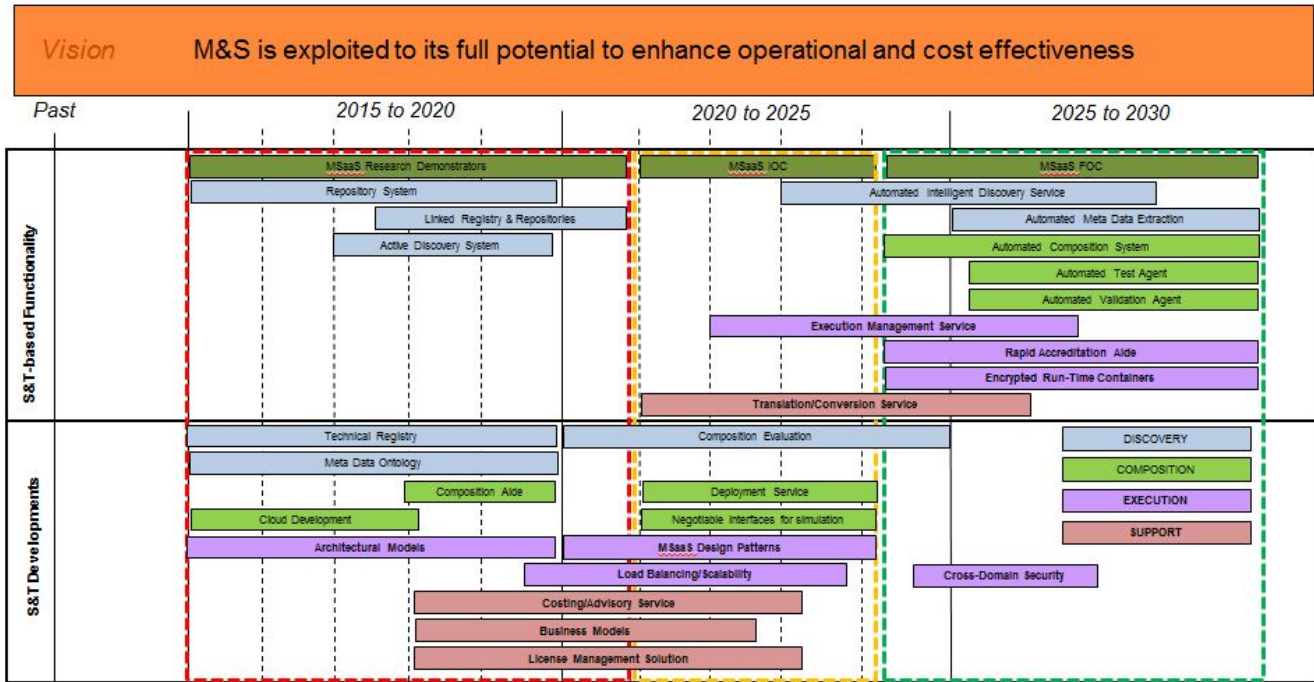 Vision M&S is exploited to its full potential to enhance operational and cost effectiveness
Past 2015 to 2020 2020 to 2025 2025 to 2030
S&T-based Functionality
MSaaS Research Demonstrators MSaaS IOC MSaaS FOC
Repository System Automated Intelligent Discovery Service
Linked Registry & Repositories Automated Meta Data Extraction
Active Discovery System Automated Composition System
Automated Test Agent
Automated Validation Agent
Execution Management Service
Rapid Accreditation Aide
Encrypted Run-Time Containers
Translation/Conversion Service
S&T Developments
Technical Registry Composition Evaluation DISCOVERY
Meta Data Ontology COMPOSITION
Composition Aide Deployment Service EXECUTION
Cloud Development Negotiable Interfaces for simulation SUPPORT
Architectural Models MSaaS Design Patterns
Load Balancing/Scalability Cross-Domain Security
Costing/Advisory Service
Business Models
License Management Solution